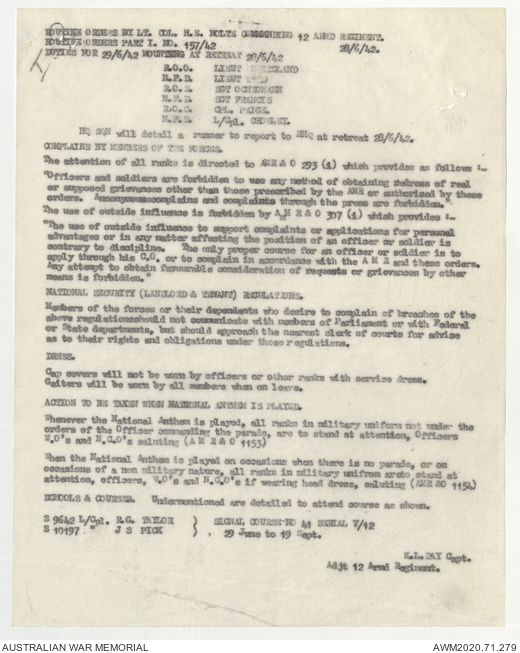 ROUTINE ORDERS BY LT. COL. H.S. NOLTE COMMANDING 12 ARMD REGIMENT.
ROUTINE ORDERS PART I. NO. 157/42 28/6/42.
DUTIES FOR 29/6/42 MOUNTING AT RETREAT 28/6/42
R.O.O. LIEUT
N.F.D. LIEUT
R.O.S. SGT
N.F.D. SGT FRANCIS
R.O.C. CPL. PAIGE.
N.F.D. L/Cpl. CROWLEY.
HQ SQN will detail a runner to report to RHQ at retreat 28/6/42.
COMPLAINS BY MEMBERS OF THE FORCES.
The attention of all ranks is directed to AMR & O 293 (i) which provides as follows :-
"Officers and soldiers are forbidden to use any method of obtaining redress of real
or supposed grievances other than those prescribed by the AMR or authorised by these
orders. Anonymouscomplains and complaints through the press are forbidden."
The use of outside influence is forbidden by A M R & O 307 (i) which provides :-
"The use of outside influence to support complaints or applications for personal
advantages or in any matter affecting the position of an officer or soldier is
contrary to discipline. The only proper course for an officer or soldier is to
apply through his C.O. or to complain in accordance with the A M R and these orders.
Any attempt to obtain favourable consideration of requests or grievances by other
means is forbidden."
NATIONAL SECURITY (LANDLORD & TENANT) REGULATIONS.
Members of the forces or their dependants who desire to complain of breaches of the
above regulationsshould not communicate with members of Parliament or with Federal
or State departments, but should approach the nearest clerk of courts for advice
as to their rights and obligations under those regulations.
DRESS.
Cap covers will not be worn by officers or other ranks with service dress.
Gaiters will be worn by all members when on leave.
ACTION TO BE TAKEN WHEN NATIONAL ANTHEM IS PLAYED.
Whenever the National Anthem is played, all ranks in military uniform not under the
orders of the Officer commanding the parade, are to stand at attention, Officers
W.O's and N.C.O's saluting (A M R & O 1153)
When the National Anthem is played on occasions when there is no parade, or on
occasions of a non military nature, all ranks in military unifrom areto stand at
attention, officers, W.O's and N.C.O's if wearing head dress, saluting (AMR &O 1154)
SCHOOLS & COURSES. Undermentioned are detailed to attend course as shown.
S 9642 L/Cpl. R.G. TAYLOR ) SIGNAL COURSE NO 41 SERIAL V/12
S 10197 " J S PICK ) . 29 June to 19 Sept.
K.L. DAY Capt.
Adjt 12 Armd Regiment.
AUSTRALIAN WAR MEMORIAL AWM2020.71.279